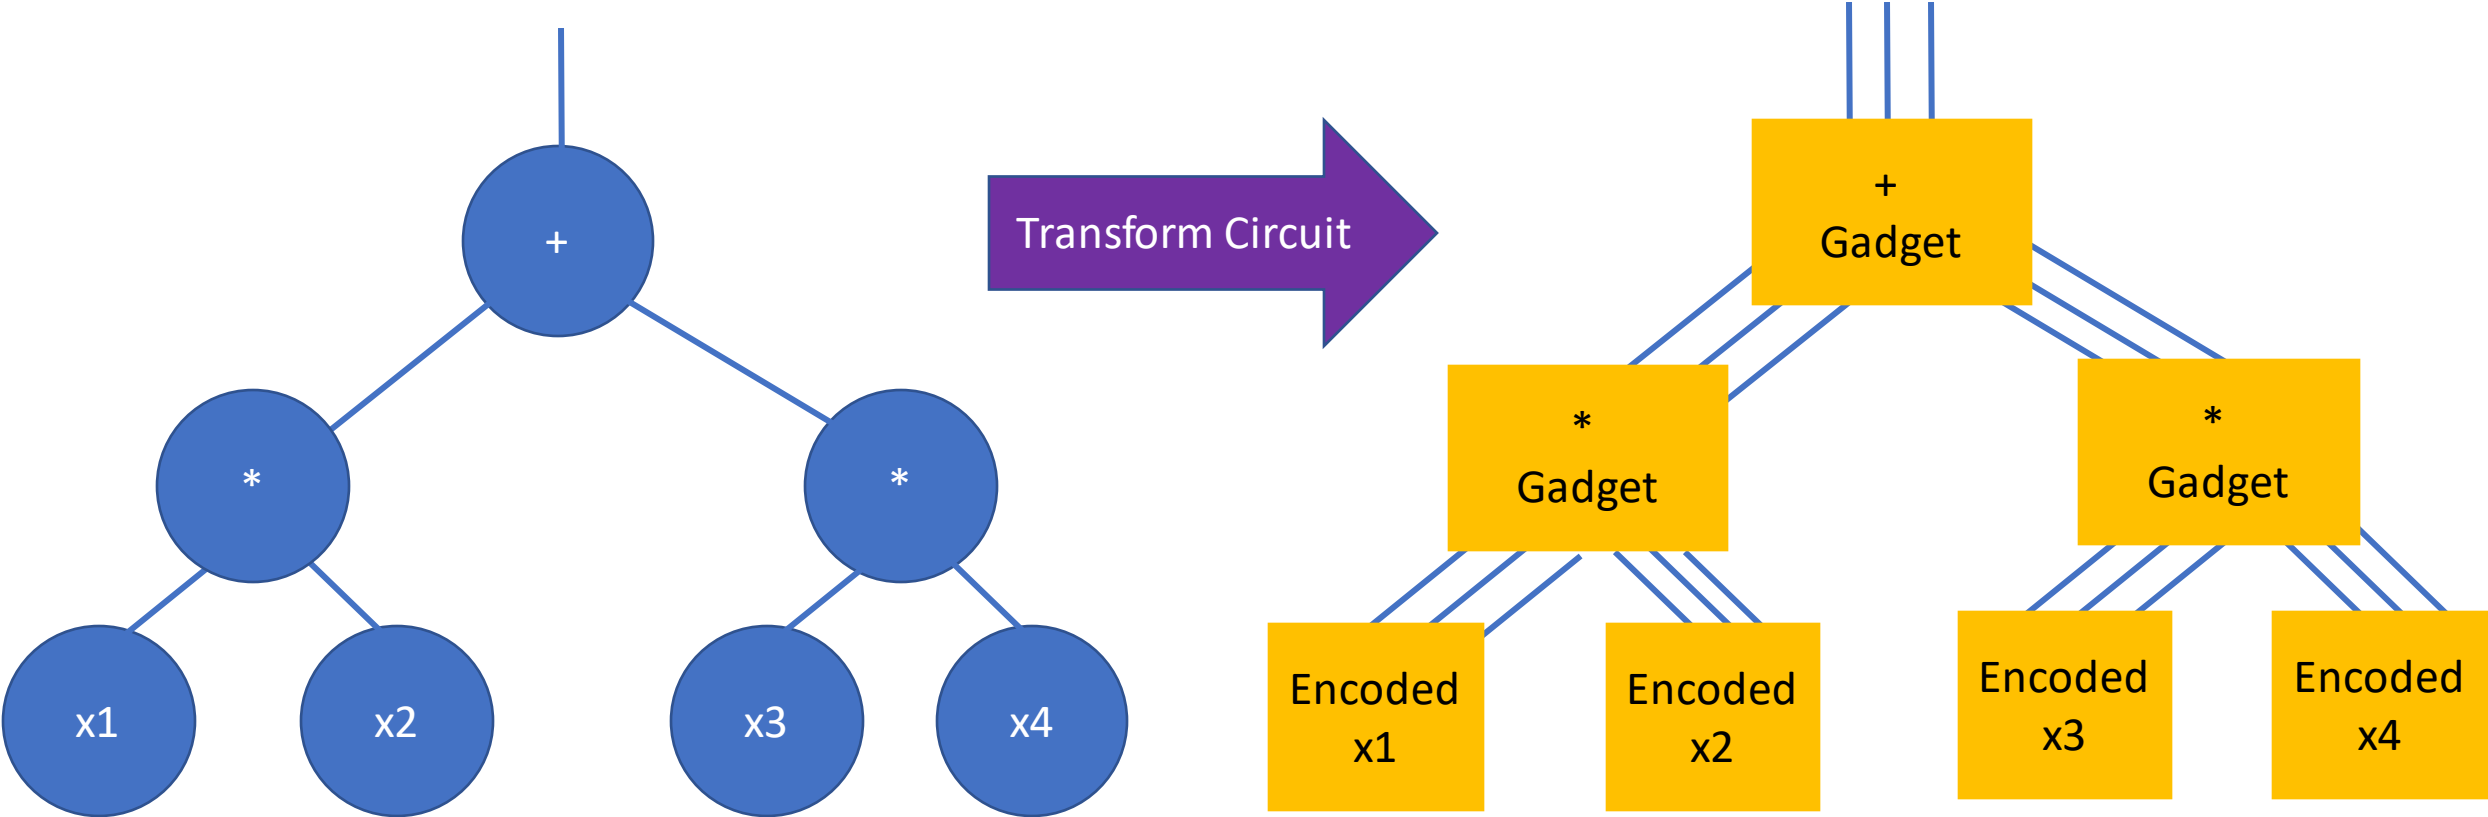 +
*
*
x1
x2
x3
x4
Transform Circuit
+
Gadget
*
Gadget
*
Gadget
Encoded
x1
Encoded
x2
Encoded
x3
Encoded
x4